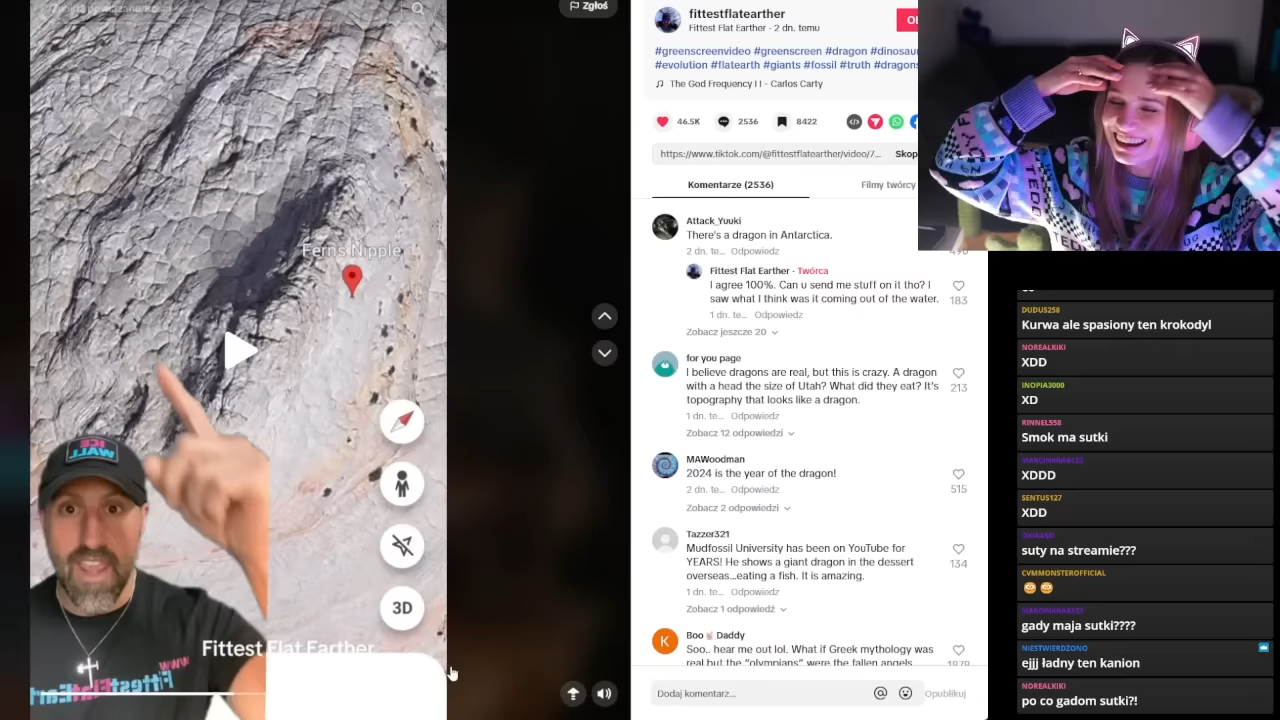 Zgłoś
Ferns Nipple
ICE
WALL
3D
Fittest Flat Earther
fittestflatearther
Fittest Flat Earther · 2 dn. temu
#greenscreenvideo #greenscreen #dragon #dinosaur
#evolution #flatearth #giants #fossil #truth #dragons
The God Frequency I I - Carlos Carty
46.5K
2536
8422
https://www.tiktok.com/@fittestflatearther/video/7...
Skop
Komentarze (2536)
Filmy twórcy
Attack_Yuuki
There's a dragon in Antarctica.
2 dn. te... Odpowiedz
496
Fittest Flat Earther · Twórca
I agree 100%. Can u send me stuff on it tho? I
saw what I think was it coming out of the water.
183
1 dn. te... Odpowiedz
Zobacz jeszcze 20
for you page
I believe dragons are real, but this is crazy. A dragon
with a head the size of Utah? What did they eat? It's
topography that looks like a dragon.
213
1 dn. te... Odpowiedz
Zobacz 12 odpowiedzi
MAWoodman
2024 is the year of the dragon!
515
2 dn. te... Odpowiedz
Zobacz 2 odpowiedzi
Tazzer321
Mudfossil University has been on YouTube for
YEARS! He shows a giant dragon in the dessert
overseas...eating a fish. It is amazing.
134
1 dn. te... Odpowiedz
Zobacz 1 odpowiedź
K
Boo Daddy
Soo.. hear me out lol. What if Greek mythology was
real but the "olympians" were the fallen angels
1979
Dodaj komentarz...
Opublikuj
DUDUS258
Kurwa ale spasiony ten krokodyl
NOREALKIKI
XDD
INOPIA3000
XD
RINNEL558
Smok ma sutki
XDDD
SENTUS127
XDD
suty na streamie???
CVMMONSTEROFFICIAL
gady maja sutki????
NIESTWIERDZONO
ejjj ładny ten kanion
NOREALKIKI
po co gadom sutki?!